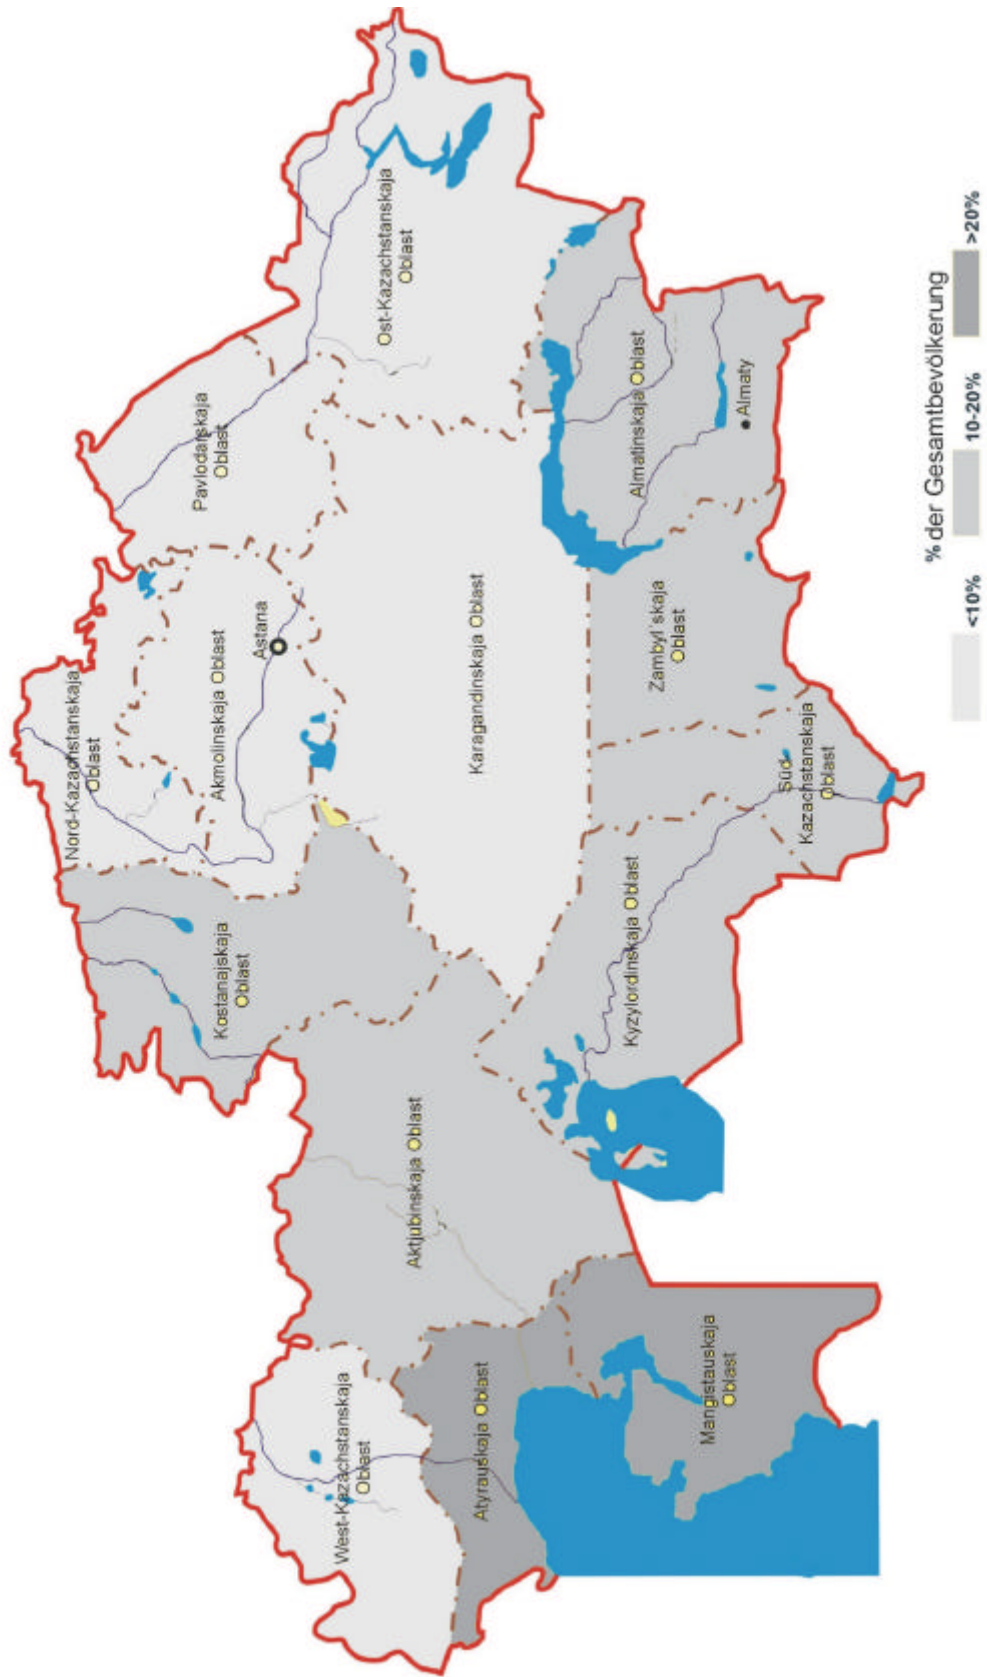 Nord-Kazachstanskaja
Oblast
Kostanajskaja
Oblast
Akmolinskaja Oblast
Astana
Pavlodarskaja
Oblast
West-Kazachstanskaja
Oblast
Aktjubinskaja Oblast
Karagandinskaja Oblast
Ost-Kazachstanskaja
Oblast
Atyrauskaja Oblast
Mangistauskaja
Oblast
Kyzylordinskaja Oblast
Süd-
Kazachstanskaja
Oblast
Zambyl´skaja
Oblast
Almatinskaja Oblast
Almaty
% der Gesamtbevölkerung
<10%
10-20%
>20%